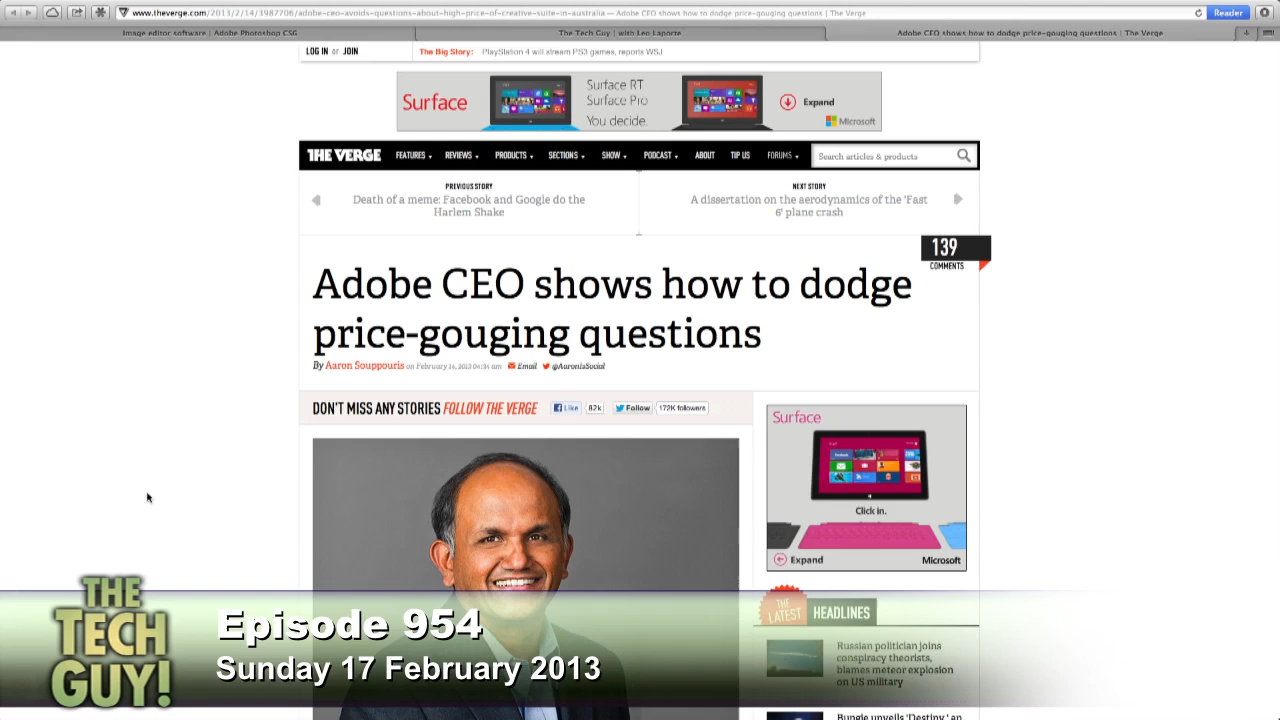 www.theverge.com/2013/2/14/3987706/adobe-ceo-avoids-questions-about-high-price-of-creative-suite-in-australia — Adobe CEO shows how to dodge price-gouging questions | The Verge
Reader
Image editor software | Adobe Photoshop CS6
The Tech Guy | with Leo Laporte
Adobe CEO shows how to dodge price-gouging questions | The Verge
LOG IN or JOIN
The Big Story: PlayStation 4 will stream PS3 games, reports WSJ
Surface
Surface RT
Surface Pro
You decide.
Expand
Microsoft
THE VERGE
FEATURES
REVIEWS
PRODUCTS
SECTIONS
SHOW
PODCAST
ABOUT
TIP US
FORUMS
Search articles & products
PREVIOUS STORY
Death of a meme: Facebook and Google do the
Harlem Shake
NEXT STORY
A dissertation on the aerodynamics of the 'Fast
6' plane crash
139
COMMENTS
Adobe CEO shows how to dodge
price-gouging questions
By Aaron Souppouris on February 14, 2013 04:34 am Email @AaronIsSocial
DON'T MISS ANY STORIES FOLLOW THE VERGE
Like 82k Follow 172K followers
Surface
Click in.
Expand
Microsoft
THE LATEST
HEADLINES
Russian politician joins
conspiracy theorists,
blames meteor explosion
on US military
Bungie unveils 'Destiny,' an
THE
TECH
GUY!
Episode 954
Sunday 17 February 2013